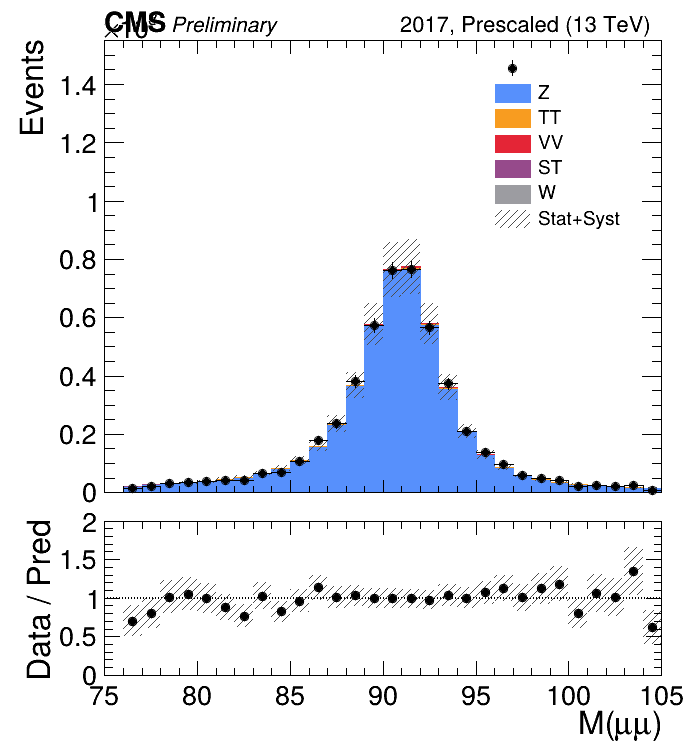 CMS Preliminary 2017, Prescaled (13 TeV)
Events
1.4
1.2
1
0.8
0.6
0.4
0.2
0
Z
TT
VV
ST
W
Stat+Syst
Data / Pred
2
1.5
1
0.5
0
75 80 85 90 95 100 105
M(μμ)